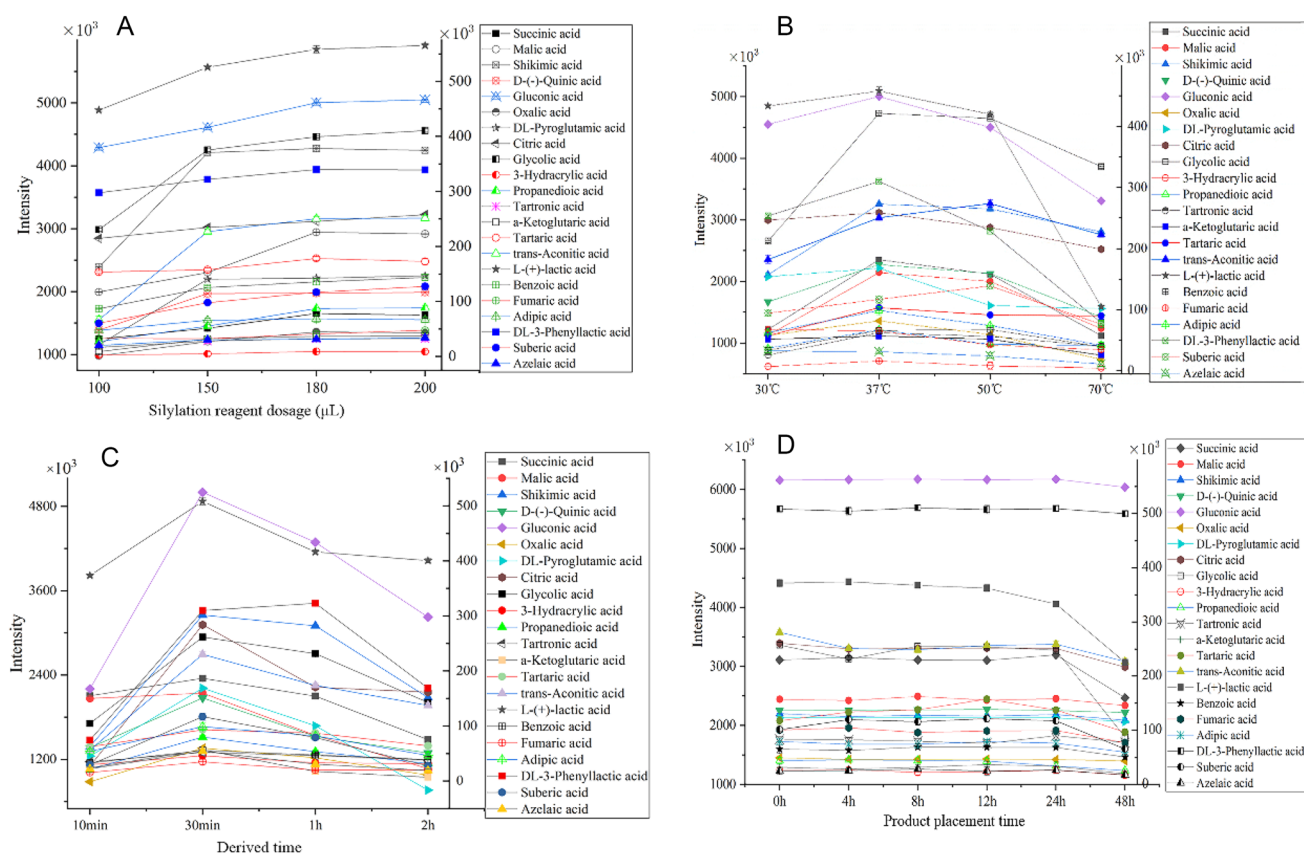 A
×10³
×10³
5000
4000
3000
2000
1000
Intensity
500
400
300
200
100
0
Intensity
100
150
180
200
Silylation reagent dosage (μL)
Succinic acid
Malic acid
Shikimic acid
D-(-)-Quinic acid
Gluconic acid
Oxalic acid
DL-Pyroglutamic acid
Citric acid
Glycolic acid
3-Hydracrylic acid
Propanedioic acid
Tartronic acid
a-Ketoglutaric acid
Tartaric acid
trans-Aconitic acid
L-(+)-lactic acid
Benzoic acid
Fumaric acid
Adipic acid
DL-3-Phenyllactic acid
Suberic acid
Azelaic acid
B
×10³
×10³
5000
4000
3000
2000
1000
Intensity
400
300
200
100
0
Intensity
30℃
37℃
50℃
70℃
Succinic acid
Malic acid
Shikimic acid
D-(-)-Quinic acid
Gluconic acid
Oxalic acid
DL-Pyroglutamic acid
Citric acid
Glycolic acid
3-Hydracrylic acid
Propanedioic acid
Tartronic acid
a-Ketoglutaric acid
Tartaric acid
trans-Aconitic acid
L-(+)-lactic acid
Benzoic acid
Fumaric acid
Adipic acid
DL-3-Phenyllactic acid
Suberic acid
Azelaic acid
C
×10³
×10³
4800
3600
2400
1200
Intensity
500
400
300
200
100
0
Intensity
10min
30min
1h
2h
Derived time
Succinic acid
Malic acid
Shikimic acid
D-(-)-Quinic acid
Gluconic acid
Oxalic acid
DL-Pyroglutamic acid
Citric acid
Glycolic acid
3-Hydracrylic acid
Propanedioic acid
Tartronic acid
a-Ketoglutaric acid
Tartaric acid
trans-Aconitic acid
L-(+)-lactic acid
Benzoic acid
Fumaric acid
Adipic acid
DL-3-Phenyllactic acid
Suberic acid
Azelaic acid
D
×10³
×10³
6000
5000
4000
3000
2000
1000
Intensity
500
400
300
200
100
0
Intensity
0h
4h
8h
12h
24h
48h
Product placement time
Succinic acid
Malic acid
Shikimic acid
D-(-)-Quinic acid
Gluconic acid
Oxalic acid
DL-Pyroglutamic acid
Citric acid
Glycolic acid
3-Hydracrylic acid
Propanedioic acid
Tartronic acid
a-Ketoglutaric acid
Tartaric acid
trans-Aconitic acid
L-(+)-lactic acid
Benzoic acid
Fumaric acid
Adipic acid
DL-3-Phenyllactic acid
Suberic acid
Azelaic acid